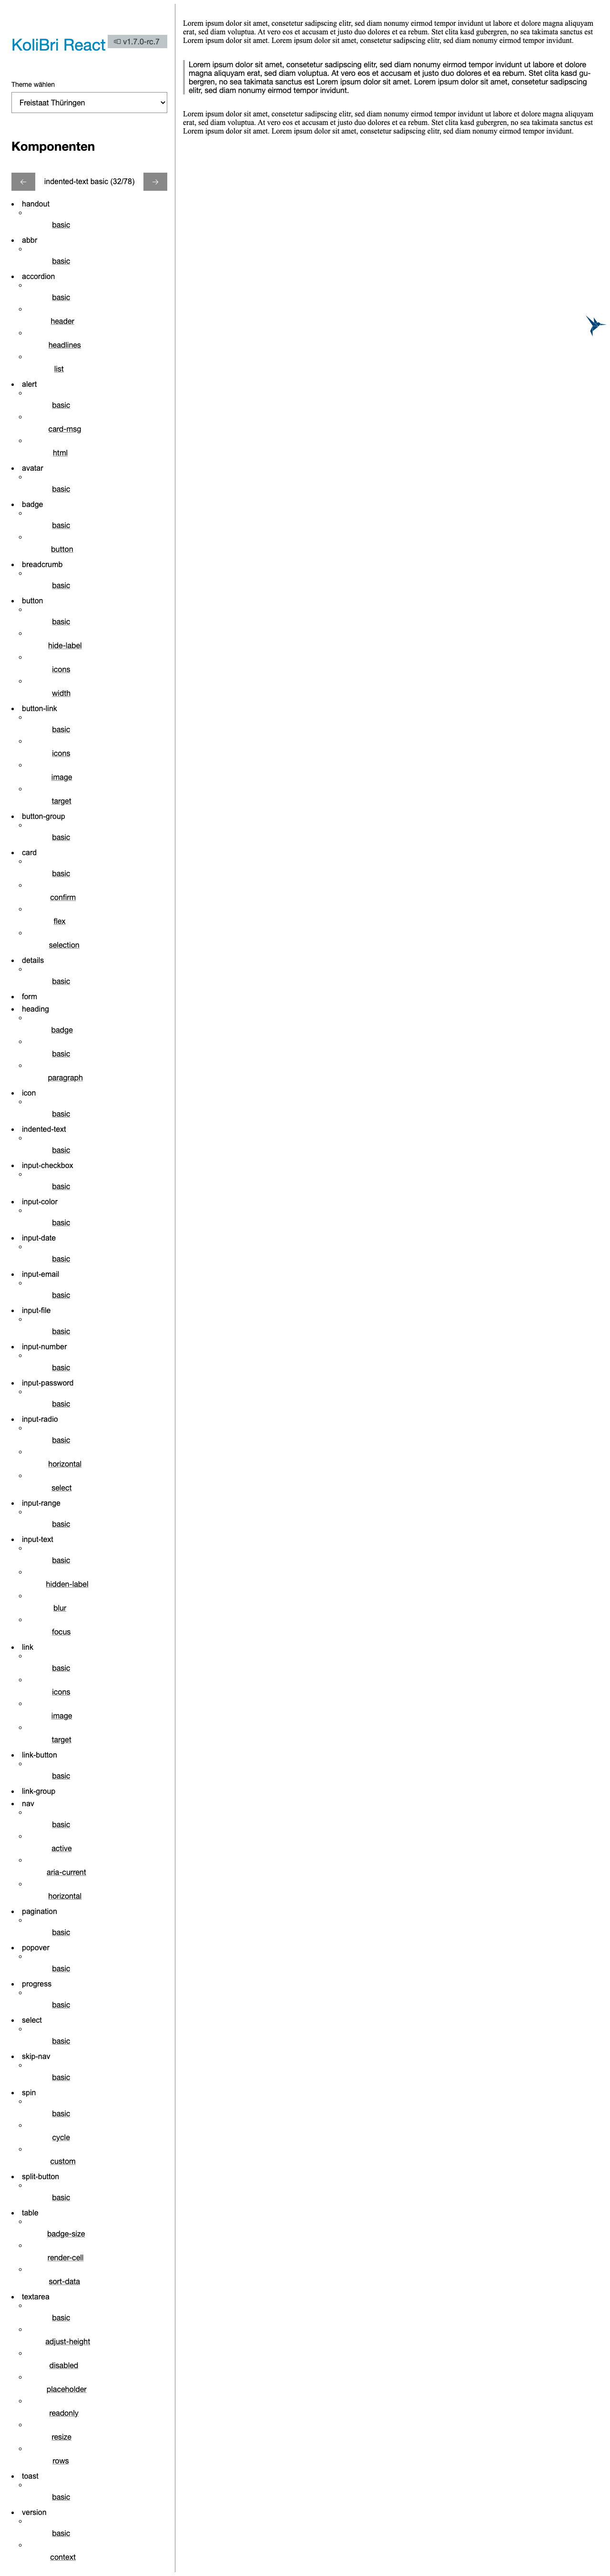 KoliBri React
v1.7.0-rc.7
Theme wählen
Freistaat Thüringen
Komponenten
indented-text basic (32/78)
handout
basic
abbr
basic
accordion
basic
header
headlines
list
alert
basic
card-msg
html
avatar
basic
badge
basic
button
breadcrumb
basic
button
basic
hide-label
icons
width
button-link
basic
icons
image
target
button-group
basic
card
basic
confirm
flex
selection
details
basic
form
heading
badge
basic
paragraph
icon
basic
indented-text
basic
input-checkbox
basic
input-color
basic
input-date
basic
input-email
basic
input-file
basic
input-number
basic
input-password
basic
input-radio
basic
horizontal
select
input-range
basic
input-text
basic
hidden-label
blur
focus
link
basic
icons
image
target
link-button
basic
link-group
nav
basic
active
aria-current
horizontal
pagination
basic
popover
basic
progress
basic
select
basic
skip-nav
basic
spin
basic
cycle
custom
split-button
basic
table
badge-size
render-cell
sort-data
textarea
basic
adjust-height
disabled
placeholder
readonly
resize
rows
toast
basic
version
basic
context
Lorem ipsum dolor sit amet, consetetur sadipscing elitr, sed diam nonumy eirmod tempor invidunt ut labore et dolore magna aliquyam
erat, sed diam voluptua. At vero eos et accusam et justo duo dolores et ea rebum. Stet clita kasd gubergren, no sea takimata sanctus est
Lorem ipsum dolor sit amet. Lorem ipsum dolor sit amet, consetetur sadipscing elitr, sed diam nonumy eirmod tempor invidunt.
Lorem ipsum dolor sit amet, consetetur sadipscing elitr, sed diam nonumy eirmod tempor invidunt ut labore et dolore
magna aliquyam erat, sed diam voluptua. At vero eos et accusam et justo duo dolores et ea rebum. Stet clita kasd gu-
bergren, no sea takimata sanctus est Lorem ipsum dolor sit amet. Lorem ipsum dolor sit amet, consetetur sadipscing
elitr, sed diam nonumy eirmod tempor invidunt.
Lorem ipsum dolor sit amet, consetetur sadipscing elitr, sed diam nonumy eirmod tempor invidunt ut labore et dolore magna aliquyam
erat, sed diam voluptua. At vero eos et accusam et justo duo dolores et ea rebum. Stet clita kasd gubergren, no sea takimata sanctus est
Lorem ipsum dolor sit amet. Lorem ipsum dolor sit amet, consetetur sadipscing elitr, sed diam nonumy eirmod tempor invidunt.